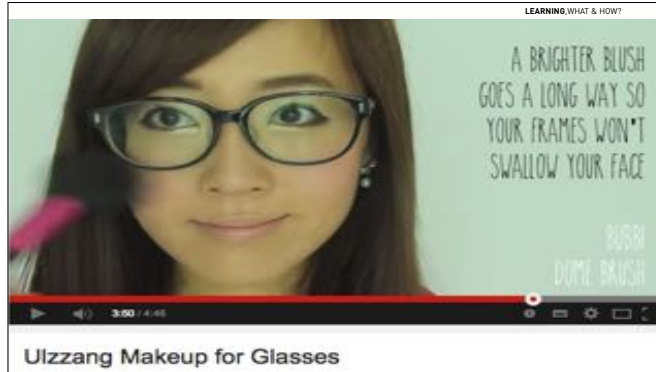 LEARNING,WHAT & HOW?
A BRIGHTER BLUSH
GOES A LONG WAY SO
YOUR FRAMES WON'T
SWALLOW YOUR FACE
BUBBI
DOME BRUSH
3:50 / 4:46
Ulzzang Makeup for Glasses